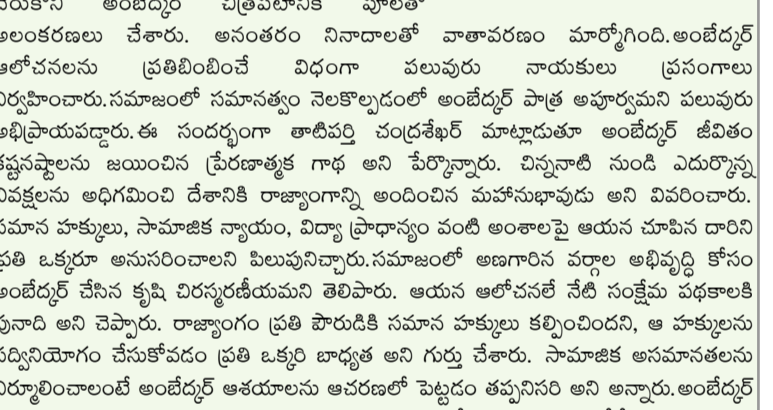 అంబేద్కర్ చిత్రపటానికి పూలతో
అలంకరణలు చేశారు. అనంతరం నినాదాలతో వాతావరణం మార్మోగింది.అంబేద్కర్
ఆలోచనలను ప్రతిబింబించే విధంగా పలువురు నాయకులు ప్రసంగాలు
నిర్వహించారు.సమాజంలో సమానత్వం నెలకొల్పడంలో అంబేద్కర్ పాత్ర అపూర్వమని పలువురు
అభిప్రాయపడ్డారు.ఈ సందర్భంగా తాటిపర్తి చంద్రశేఖర్ మాట్లాడుతూ అంబేద్కర్ జీవితం
కష్టనష్టాలను జయించిన ప్రేరణాత్మక గాథ అని పేర్కొన్నారు. చిన్ననాటి నుండి ఎదుర్కొన్న
వివక్షలను అధిగమించి దేశానికి రాజ్యాంగాన్ని అందించిన మహానుభావుడు అని వివరించారు.
సమాన హక్కులు, సామాజిక న్యాయం, విద్యా ప్రాధాన్యం వంటి అంశాలపై ఆయన చూపిన దారిని
ప్రతి ఒక్కరూ అనుసరించాలని పిలుపునిచ్చారు.సమాజంలో అణగారిన వర్గాల అభివృద్ధి కోసం
అంబేద్కర్ చేసిన కృషి చిరస్మరణీయమని తెలిపారు. ఆయన ఆలోచనలే నేటి సంక్షేమ పథకాలకి
పునాది అని చెప్పారు. రాజ్యాంగం ప్రతి పౌరుడికి సమాన హక్కులు కల్పించిందని, ఆ హక్కులను
సద్వినియోగం చేసుకోవడం ప్రతి ఒక్కరి బాధ్యత అని గుర్తు చేశారు. సామాజిక అసమానతలను
నిర్మూలించాలంటే అంబేద్కర్ ఆశయాలను ఆచరణలో పెట్టడం తప్పనిసరి అని అన్నారు.అంబేద్కర్